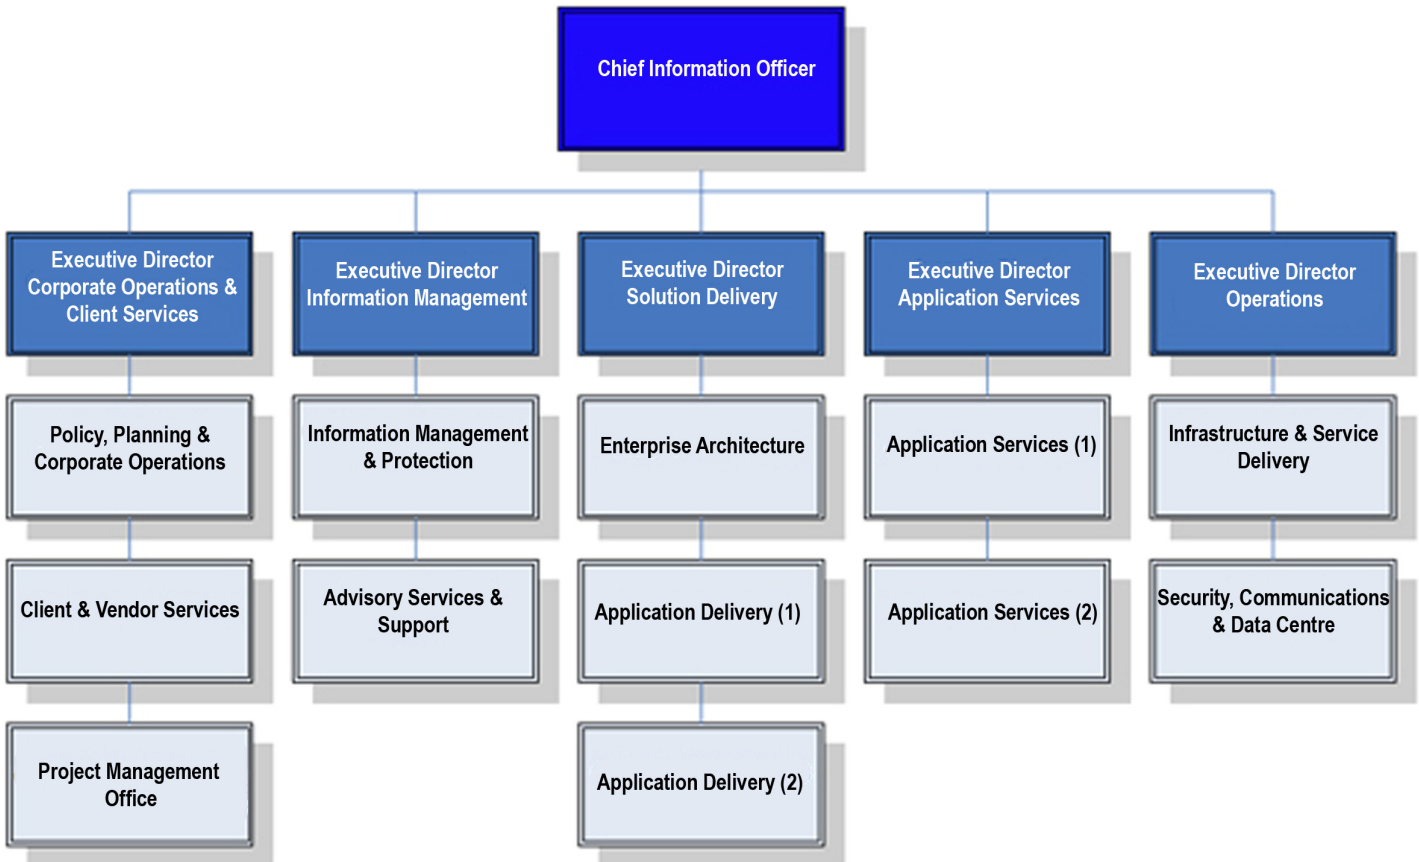 Chief Information Officer
Executive Director
Corporate Operations &
Client Services
Executive Director
Information Management
Executive Director
Solution Delivery
Executive Director
Application Services
Executive Director
Operations
Policy, Planning &
Corporate Operations
Information Management
& Protection
Enterprise Architecture
Application Services (1)
Infrastructure & Service
Delivery
Client & Vendor Services
Advisory Services &
Support
Application Delivery (1)
Application Services (2)
Security, Communications
& Data Centre
Project Management
Office
Application Delivery (2)